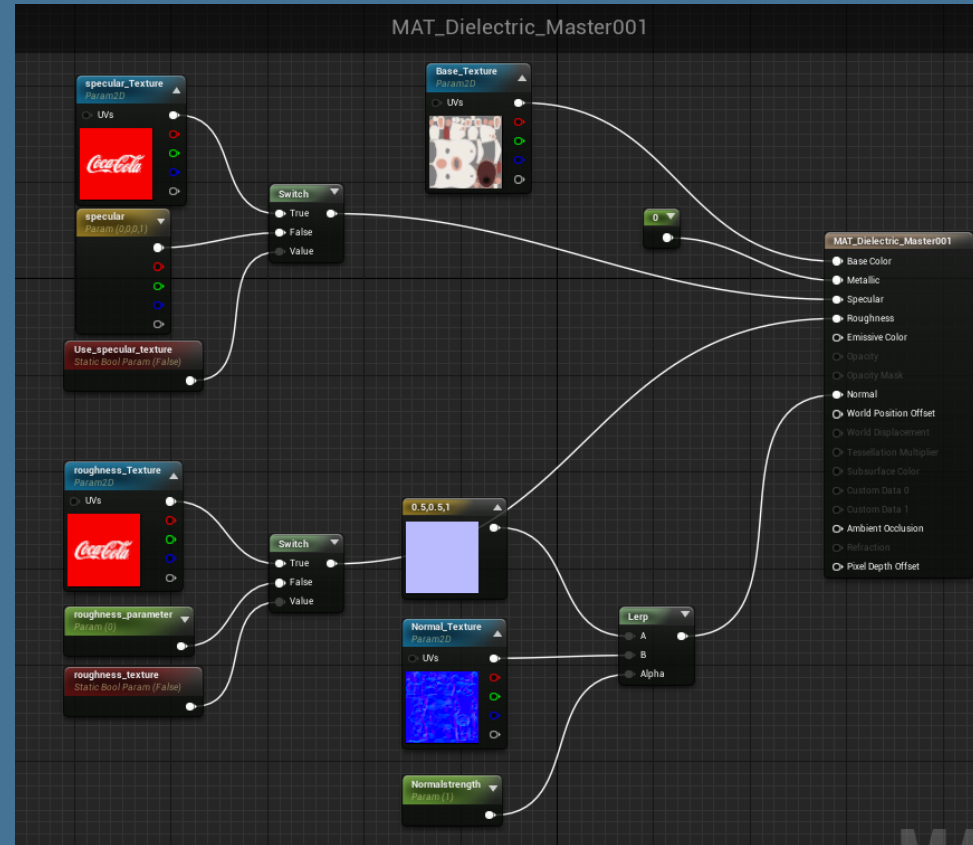 MAT_Dielectric_Master001
specular_Texture
Param2D
UVs
Coca-Cola
specular
Param (0,0,0,1)
Use_specular_texture
Static Bool Param (False)
Switch
True
False
Value
Base_Texture
Param2D
UVs
0
MAT_Dielectric_Master001
Base Color
Metallic
Specular
Roughness
Emissive Color
Opacity
Opacity Mask
Normal
World Position Offset
World Displacement
Tessellation Multiplier
Subsurface Color
Custom Data 0
Custom Data 1
Ambient Occlusion
Refraction
Pixel Depth Offset
roughness_Texture
Param2D
UVs
Coca-Cola
roughness_parameter
Param (0)
roughness_texture
Static Bool Param (False)
Switch
True
False
Value
0.5,0.5,1
Normal_Texture
Param2D
UVs
Normalstrength
Param (1)
Lerp
A
B
Alpha